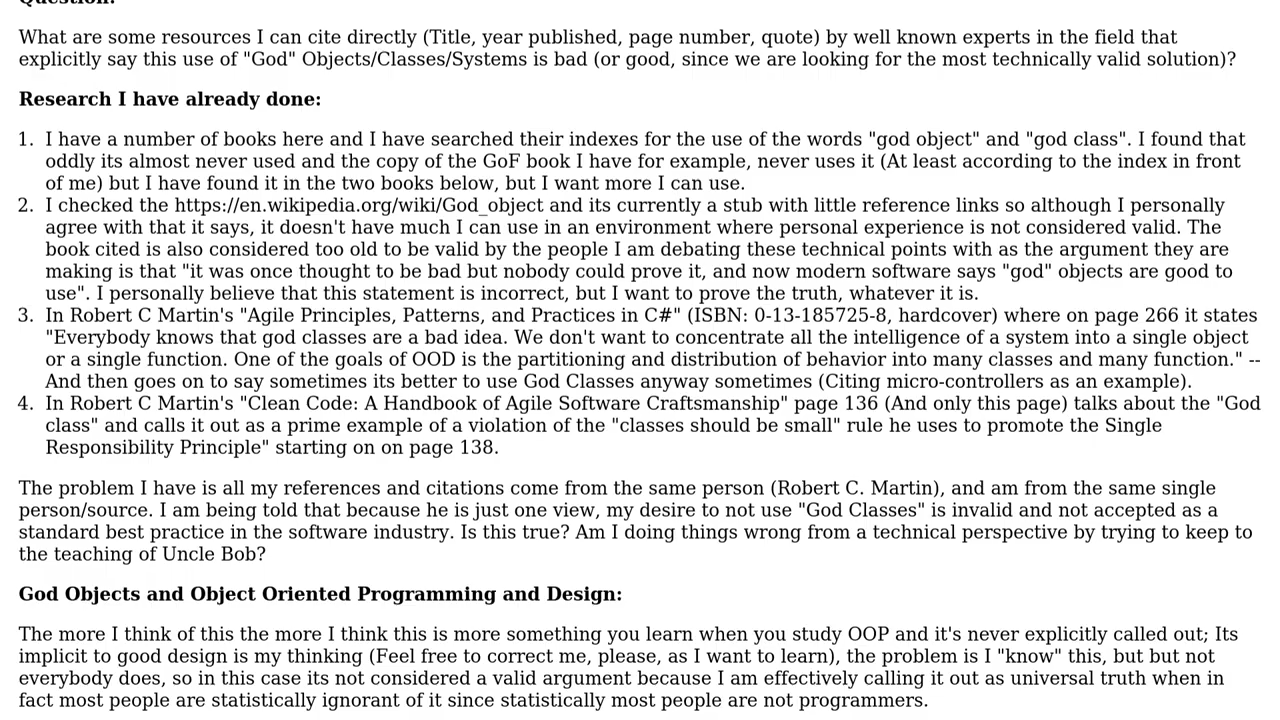 Question:
What are some resources I can cite directly (Title, year published, page number, quote) by well known experts in the field that
explicitly say this use of "God" Objects/Classes/Systems is bad (or good, since we are looking for the most technically valid solution)?
Research I have already done:
1. I have a number of books here and I have searched their indexes for the use of the words "god object" and "god class". I found that
oddly its almost never used and the copy of the GoF book I have for example, never uses it (At least according to the index in front
of me) but I have found it in the two books below, but I want more I can use.
2. I checked the https://en.wikipedia.org/wiki/God_object and its currently a stub with little reference links so although I personally
agree with that it says, it doesn't have much I can use in an environment where personal experience is not considered valid. The
book cited is also considered too old to be valid by the people I am debating these technical points with as the argument they are
making is that "it was once thought to be bad but nobody could prove it, and now modern software says "god" objects are good to
use". I personally believe that this statement is incorrect, but I want to prove the truth, whatever it is.
3. In Robert C Martin's "Agile Principles, Patterns, and Practices in C#" (ISBN: 0-13-185725-8, hardcover) where on page 266 it states
"Everybody knows that god classes are a bad idea. We don't want to concentrate all the intelligence of a system into a single object
or a single function. One of the goals of OOD is the partitioning and distribution of behavior into many classes and many function." --
And then goes on to say sometimes its better to use God Classes anyway sometimes (Citing micro-controllers as an example).
4. In Robert C Martin's "Clean Code: A Handbook of Agile Software Craftsmanship" page 136 (And only this page) talks about the "God
class" and calls it out as a prime example of a violation of the "classes should be small" rule he uses to promote the Single
Responsibility Principle" starting on on page 138.
The problem I have is all my references and citations come from the same person (Robert C. Martin), and am from the same single
person/source. I am being told that because he is just one view, my desire to not use "God Classes" is invalid and not accepted as a
standard best practice in the software industry. Is this true? Am I doing things wrong from a technical perspective by trying to keep to
the teaching of Uncle Bob?
God Objects and Object Oriented Programming and Design:
The more I think of this the more I think this is more something you learn when you study OOP and it's never explicitly called out; Its
implicit to good design is my thinking (Feel free to correct me, please, as I want to learn), the problem is I "know" this, but but not
everybody does, so in this case its not considered a valid argument because I am effectively calling it out as universal truth when in
fact most people are statistically ignorant of it since statistically most people are not programmers.